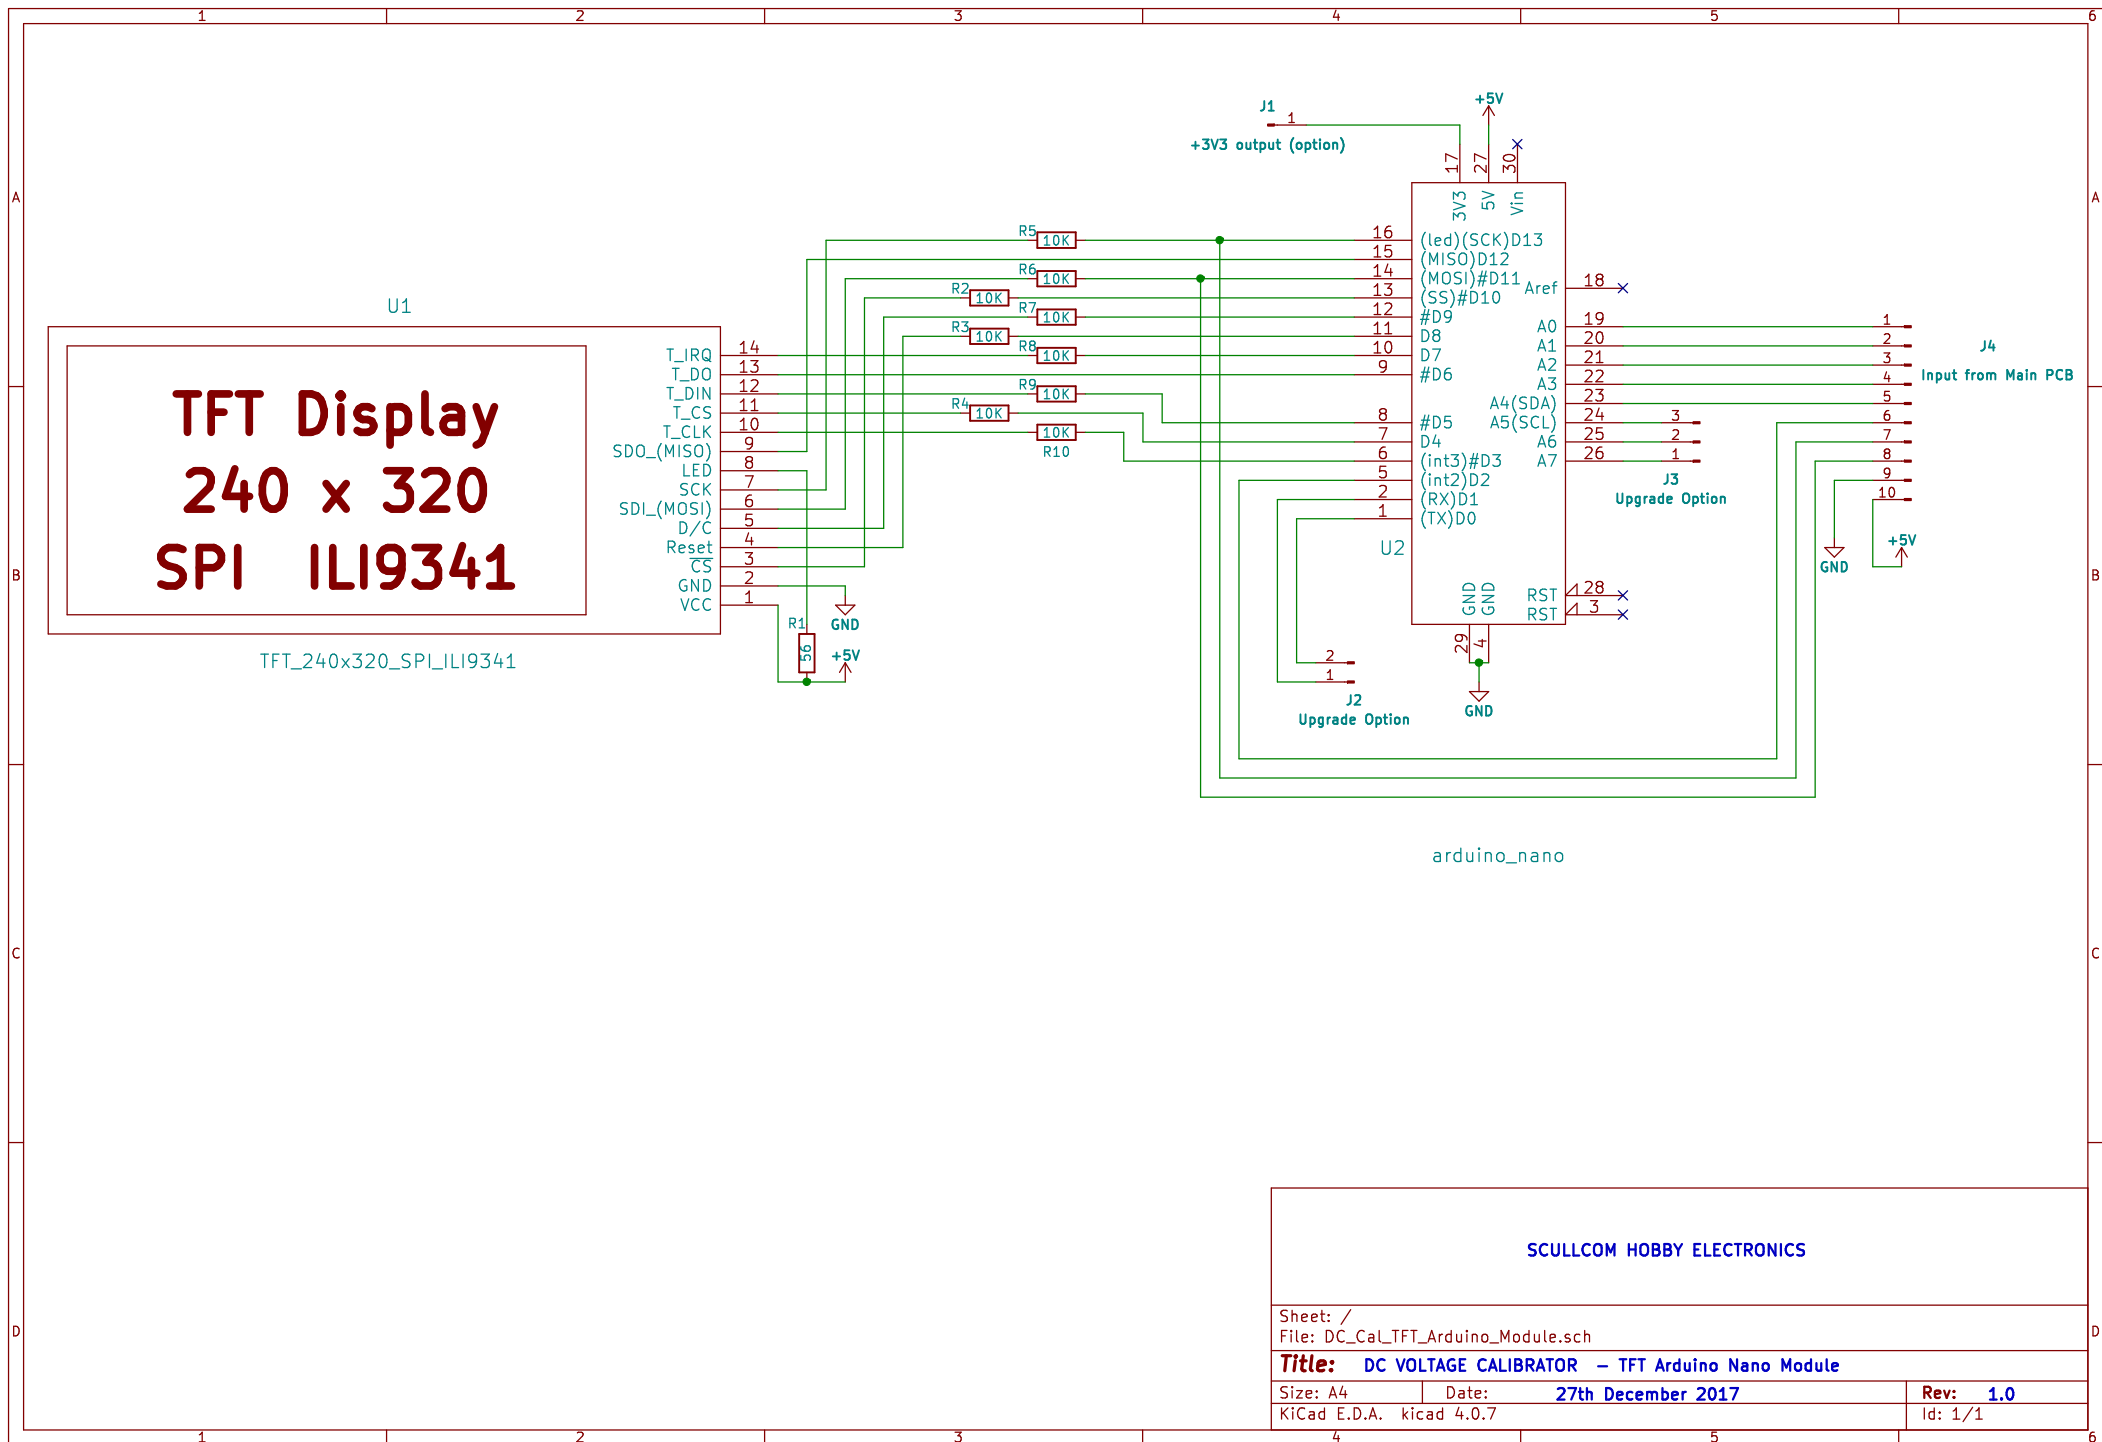 1 2 3 4 5 6
A A
B B
C C
D D
U1
TFT Display
240 x 320
SPI ILI9341
T_IRQ 14
T_DO 13
T_DIN 12
T_CS 11
T_CLK 10
SDO_(MISO) 9
LED 8
SCK 7
SDI_(MOSI) 6
D/C 5
Reset 4
CS 3
GND 2
VCC 1
TFT_240x320_SPI_ILI9341
GND
R1
56
+5V
R5 10K
R6 10K
R2 10K
R7 10K
R3 10K
R8 10K
R9 10K
R4 10K
10K
R10
J1
1
+3V3 output (option)
+5V
17 27 30
3V3 5V Vin
16 (led)(SCK)D13
15 (MISO)D12
14 (MOSI)#D11
13 (SS)#D10
12 #D9
11 D8
10 D7
9 #D6
8 #D5
7 D4
6 (int3)#D3
5 (int2)D2
2 (RX)D1
1 (TX)D0
U2
Aref 18
A0 19
A1 20
A2 21
A3 22
A4(SDA) 23
A5(SCL) 24
A6 25
A7 26
RST 28
RST 3
GND GND
29 4
GND
3
2
1
J3
Upgrade Option
2
1
J2
Upgrade Option
1
2
3
4
5
6
7
8
9
10
J4
Input from Main PCB
GND
+5V
arduino_nano
SCULLCOM HOBBY ELECTRONICS
Sheet: /
File: DC_Cal_TFT_Arduino_Module.sch
Title: DC VOLTAGE CALIBRATOR – TFT Arduino Nano Module
Size: A4 Date: 27th December 2017 Rev: 1.0
KiCad E.D.A. kicad 4.0.7 Id: 1/1
1 2 3 4 5 6